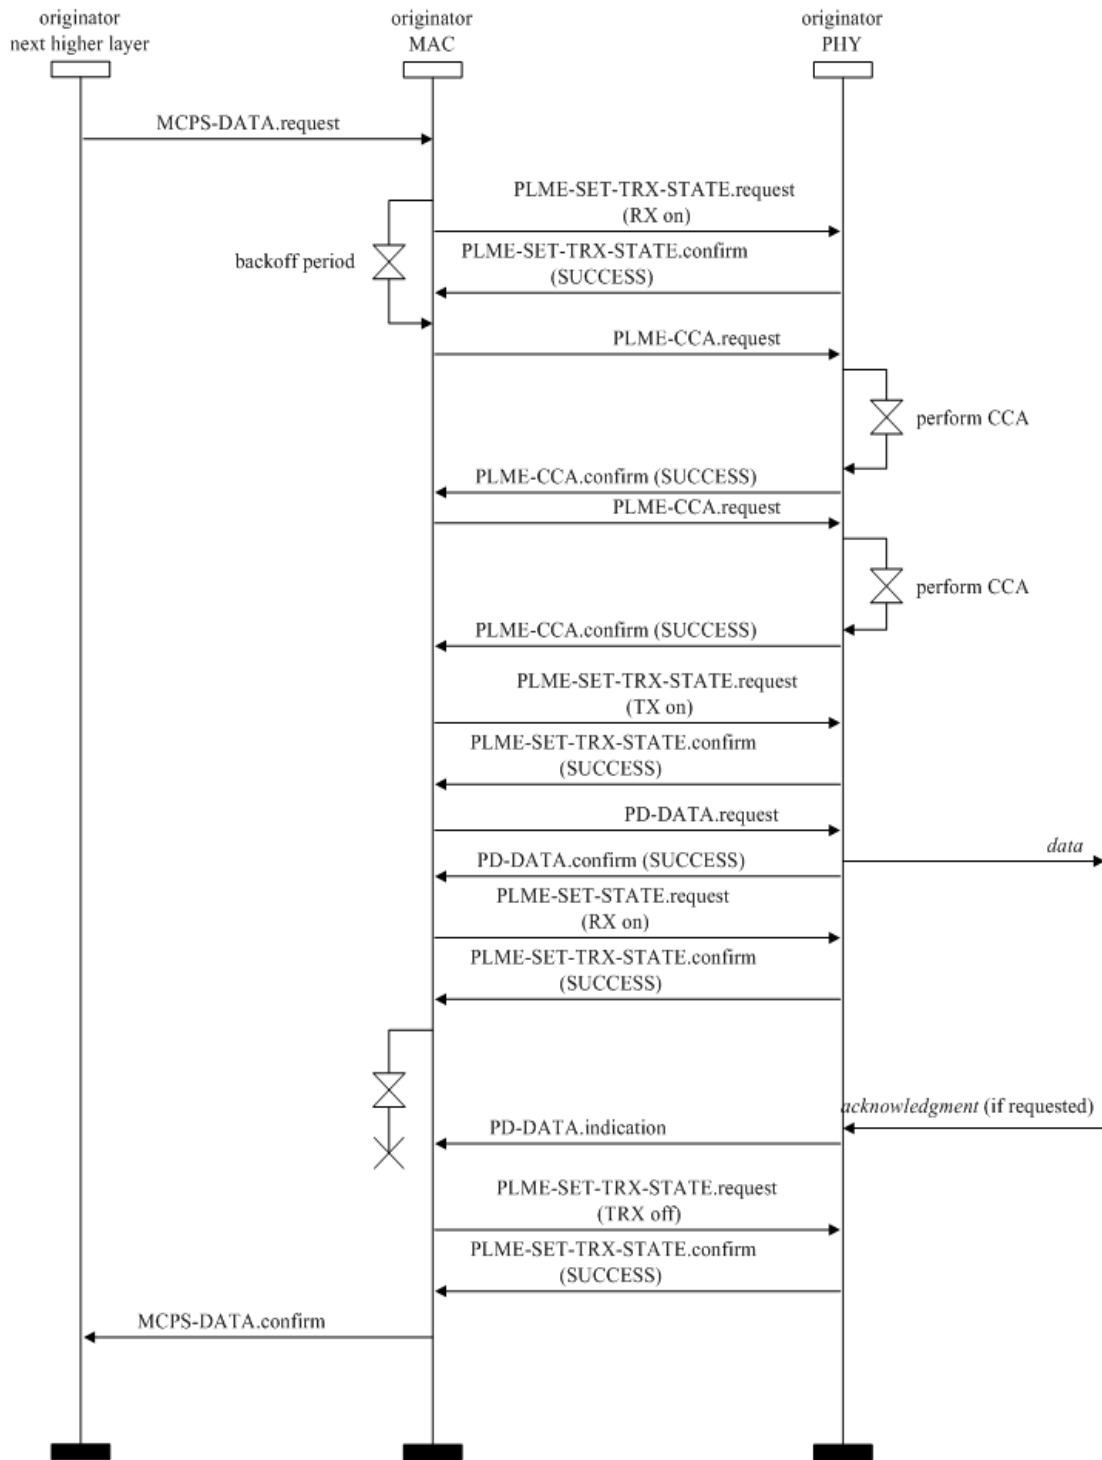 originator
next higher layer
originator
MAC
originator
PHY
MCPS-DATA.request
PLME-SET-TRX-STATE.request
(RX on)
backoff period
PLME-SET-TRX-STATE.confirm
(SUCCESS)
PLME-CCA.request
perform CCA
PLME-CCA.confirm (SUCCESS)
PLME-CCA.request
perform CCA
PLME-CCA.confirm (SUCCESS)
PLME-SET-TRX-STATE.request
(TX on)
PLME-SET-TRX-STATE.confirm
(SUCCESS)
PD-DATA.request
data
PD-DATA.confirm (SUCCESS)
PLME-SET-STATE.request
(RX on)
PLME-SET-TRX-STATE.confirm
(SUCCESS)
acknowledgment (if requested)
PD-DATA.indication
PLME-SET-TRX-STATE.request
(TRX off)
PLME-SET-TRX-STATE.confirm
(SUCCESS)
MCPS-DATA.confirm